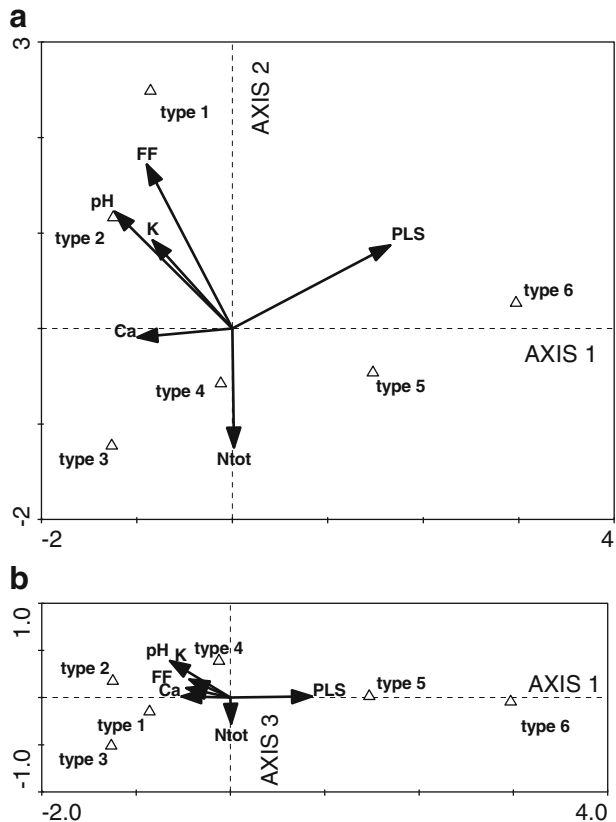 a
3
AXIS 2
type 1
FF
pH
K
type 2
PLS
type 6
Ca
AXIS 1
type 4
type 5
type 3
Ntot
-2
-2
4
b
1.0
type 4
pH
K
type 2
FF
AXIS 1
Ca
PLS
type 5
type 1
type 6
Ntot
type 3
AXIS 3
-1.0
-2.0
4.0